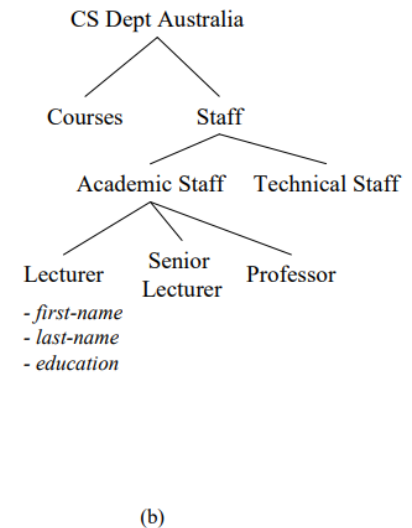 CS Dept Australia
Courses
Staff
Academic Staff
Technical Staff
Lecturer
Senior
Lecturer
Professor
- first-name
- last-name
- education
(b)